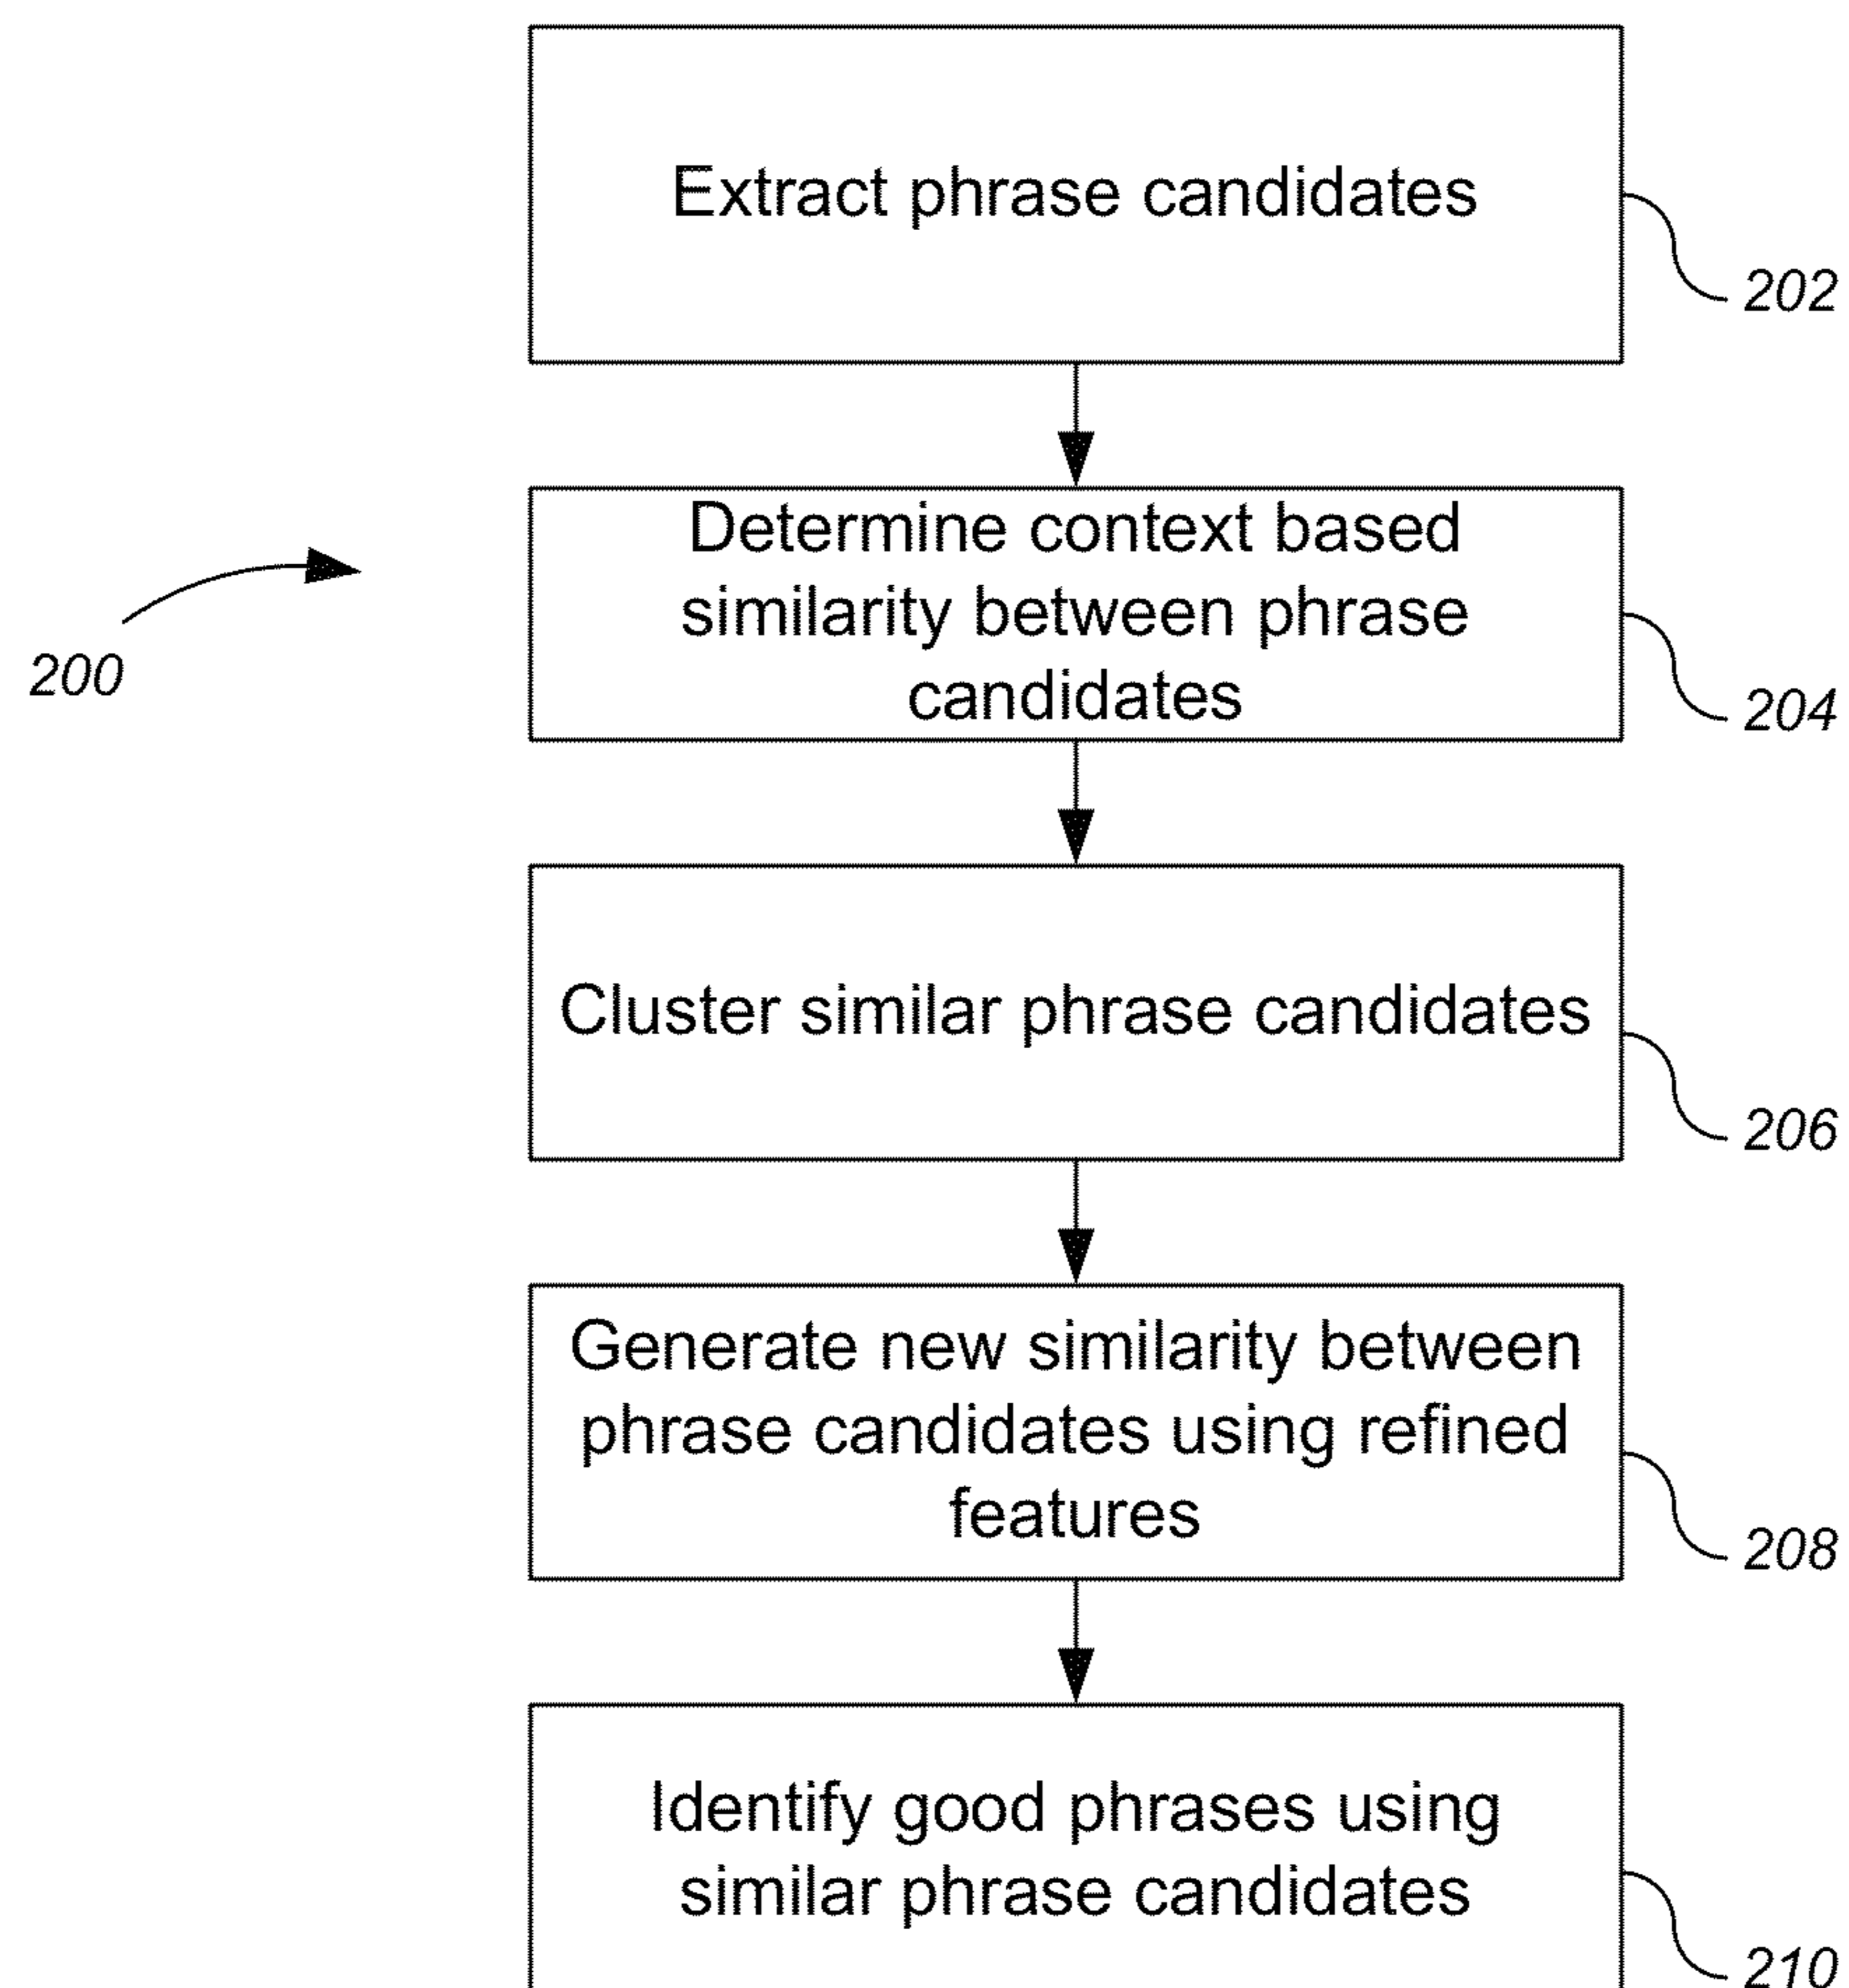 Extract phrase candidates
202
Determine context based
similarity between phrase
candidates
200
204
Cluster similar phrase candidates
206
Generate new similarity between
phrase candidates using refined
features
208
Identify good phrases using
similar phrase candidates
210